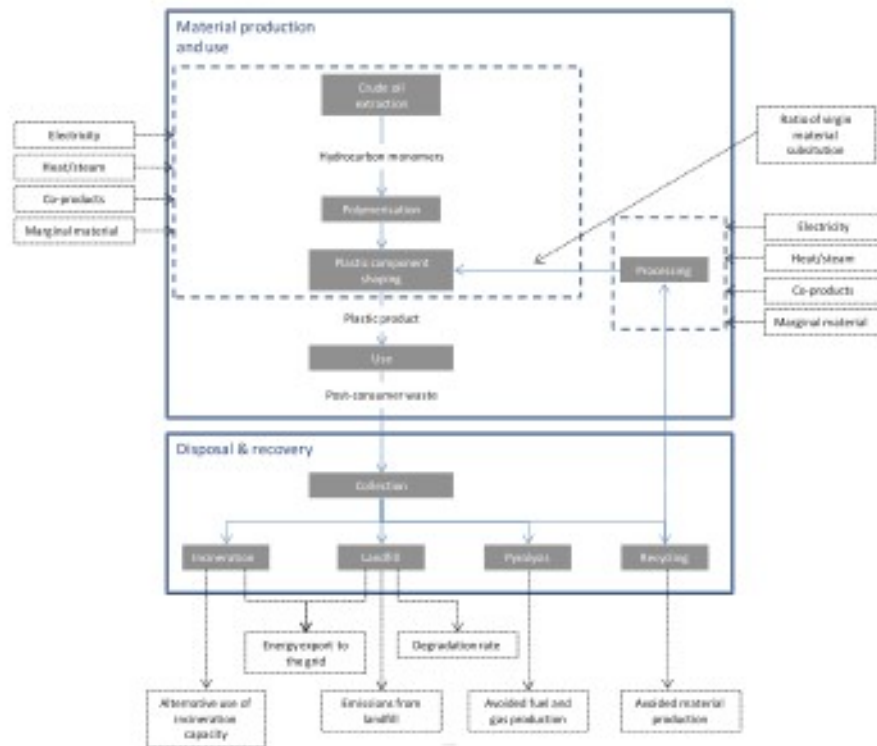 Material production
and use
Crude oil
extraction
Ratio of virgin
material
substitution
Electricity
Hydrocarbon monomers
Heat/steam
Co-products
Polymerisation
Marginal material
Electricity
Plastic component
shaping
Processing
Heat/steam
Co-products
Plastic product
Marginal material
Use
Post-consumer waste
Disposal & recovery
Collection
Incineration
Landfill
Pyrolysis
Recycling
Energy export to
the grid
Degradation rate
Alternative use of
incineration
capacity
Emissions from
landfill
Avoided fuel and
gas production
Avoided material
production